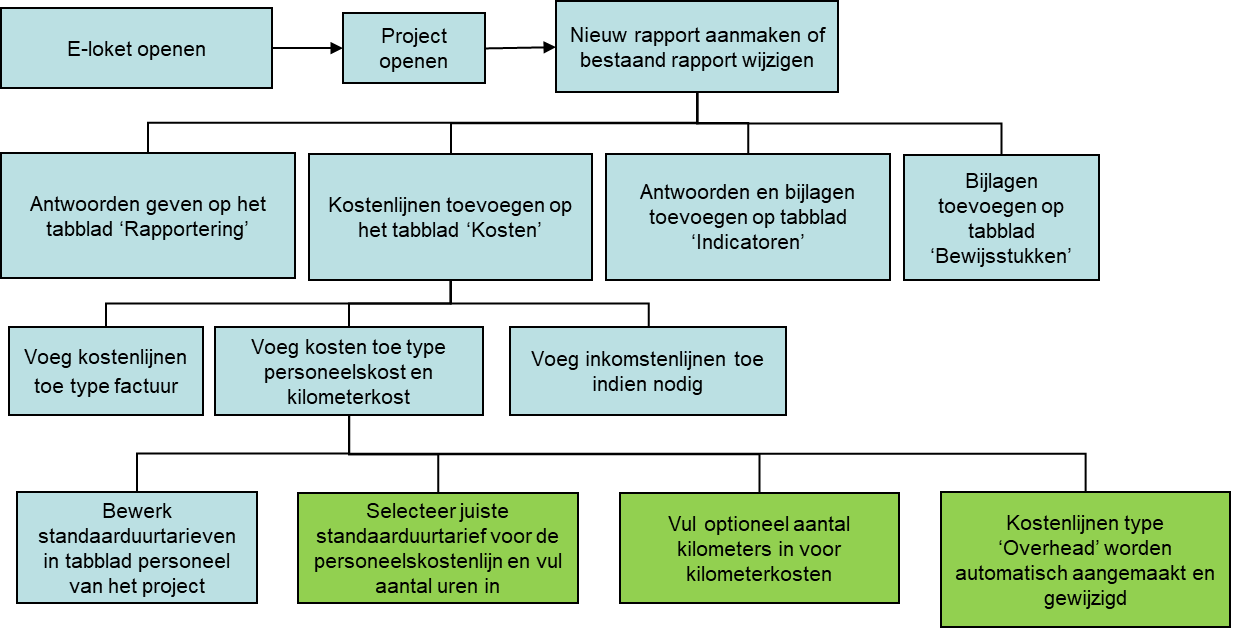 E-loket openen
Project
openen
Nieuw rapport aanmaken of
bestaand rapport wijzigen
Antwoorden geven op het
tabblad ‘Rapportering’
Kostenlijnen toevoegen op
het tabblad ‘Kosten’
Antwoorden en bijlagen
toevoegen op tabblad
‘Indicatoren’
Bijlagen
toevoegen op
tabblad
‘Bewijsstukken’
Voeg kostenlijnen
toe type factuur
Voeg kosten toe type
personeelskost en
kilometerkost
Voeg inkomstenlijnen toe
indien nodig
Bewerk
standaarduurtarieven
in tabblad personeel
van het project
Selecteer juiste
standaarduurtarief voor de
personeelskostenlijn en vul
aantal uren in
Vul optioneel aantal
kilometers in voor
kilometerkosten
Kostenlijnen type
‘Overhead’ worden
automatisch aangemaakt en
gewijzigd